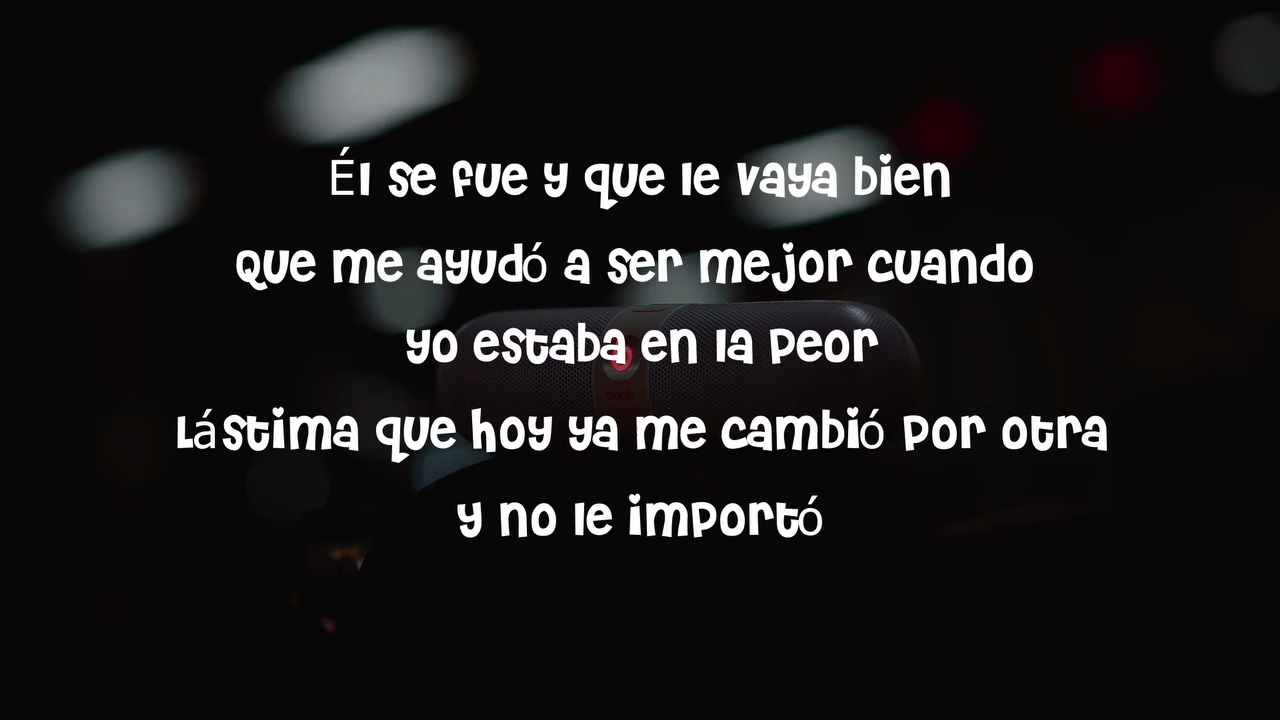 Él se fue y que le vaya bien
que me ayudó a ser mejor cuando
yo estaba en la peor
Lástima que hoy ya me cambió por otra
y no le importó